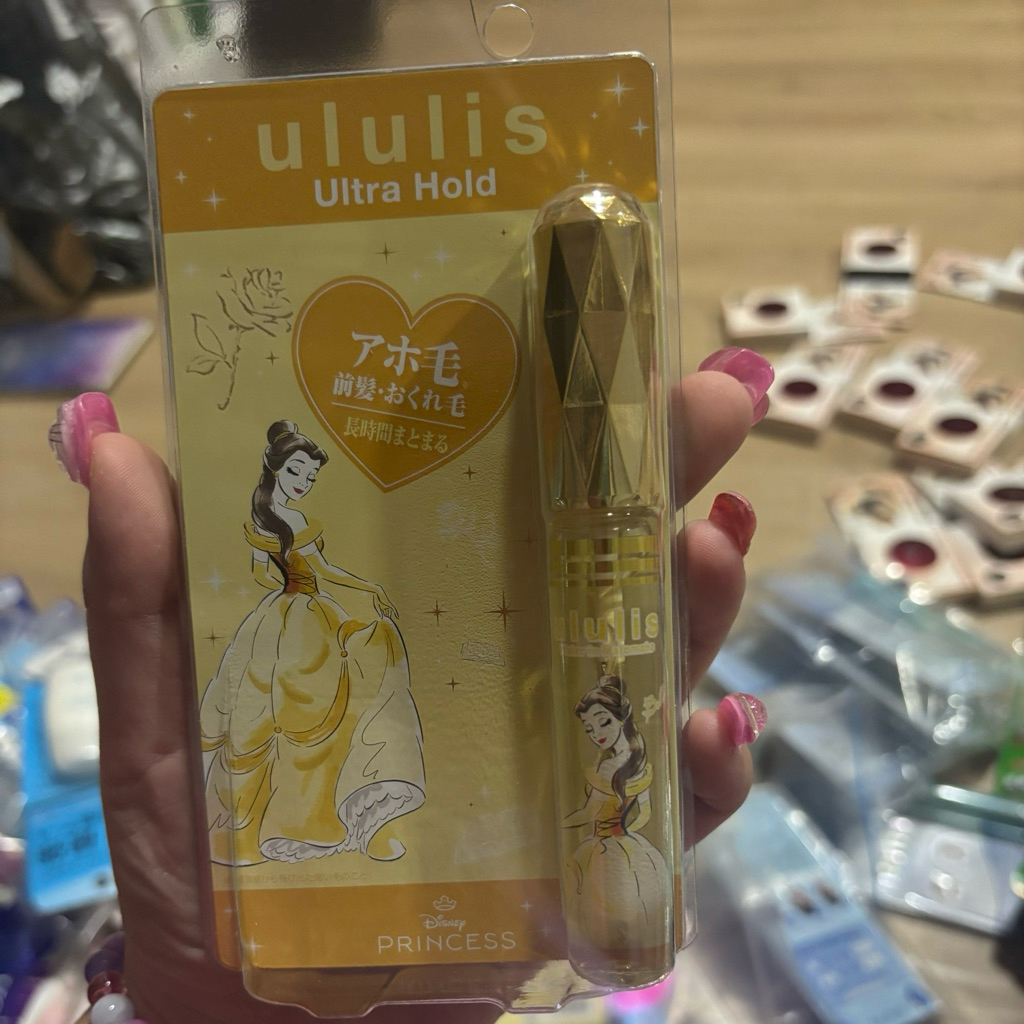 ululis
Ultra Hold
アホ毛
前髪・おくれ毛
長時間まとまる
ululis
Disney
PRINCESS